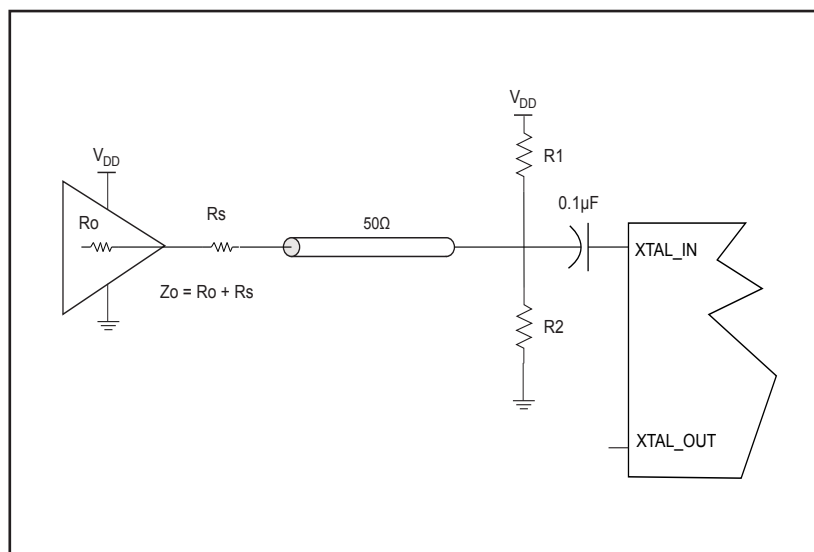 V_DD
R1
V_DD
0.1µF
Ro
Rs
50Ω
XTAL_IN
Zo = Ro + Rs
R2
XTAL_OUT